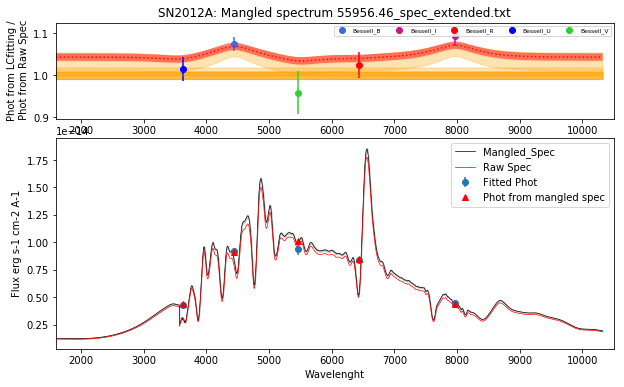 SN2012A: Mangled spectrum 55956.46_spec_extended.txt
Phot from LCfitting /
Phot from Raw Spec
1.1
1.0
0.9
Bessell_B
Bessell_I
Bessell_R
Bessell_U
Bessell_V
2000 3000 4000 5000 6000 7000 8000 9000 10000
1e−14
Flux erg s-1 cm-2 A-1
1.75
1.50
1.25
1.00
0.75
0.50
0.25
Mangled_Spec
Raw Spec
Fitted Phot
Phot from mangled spec
2000 3000 4000 5000 6000 7000 8000 9000 10000
Wavelenght